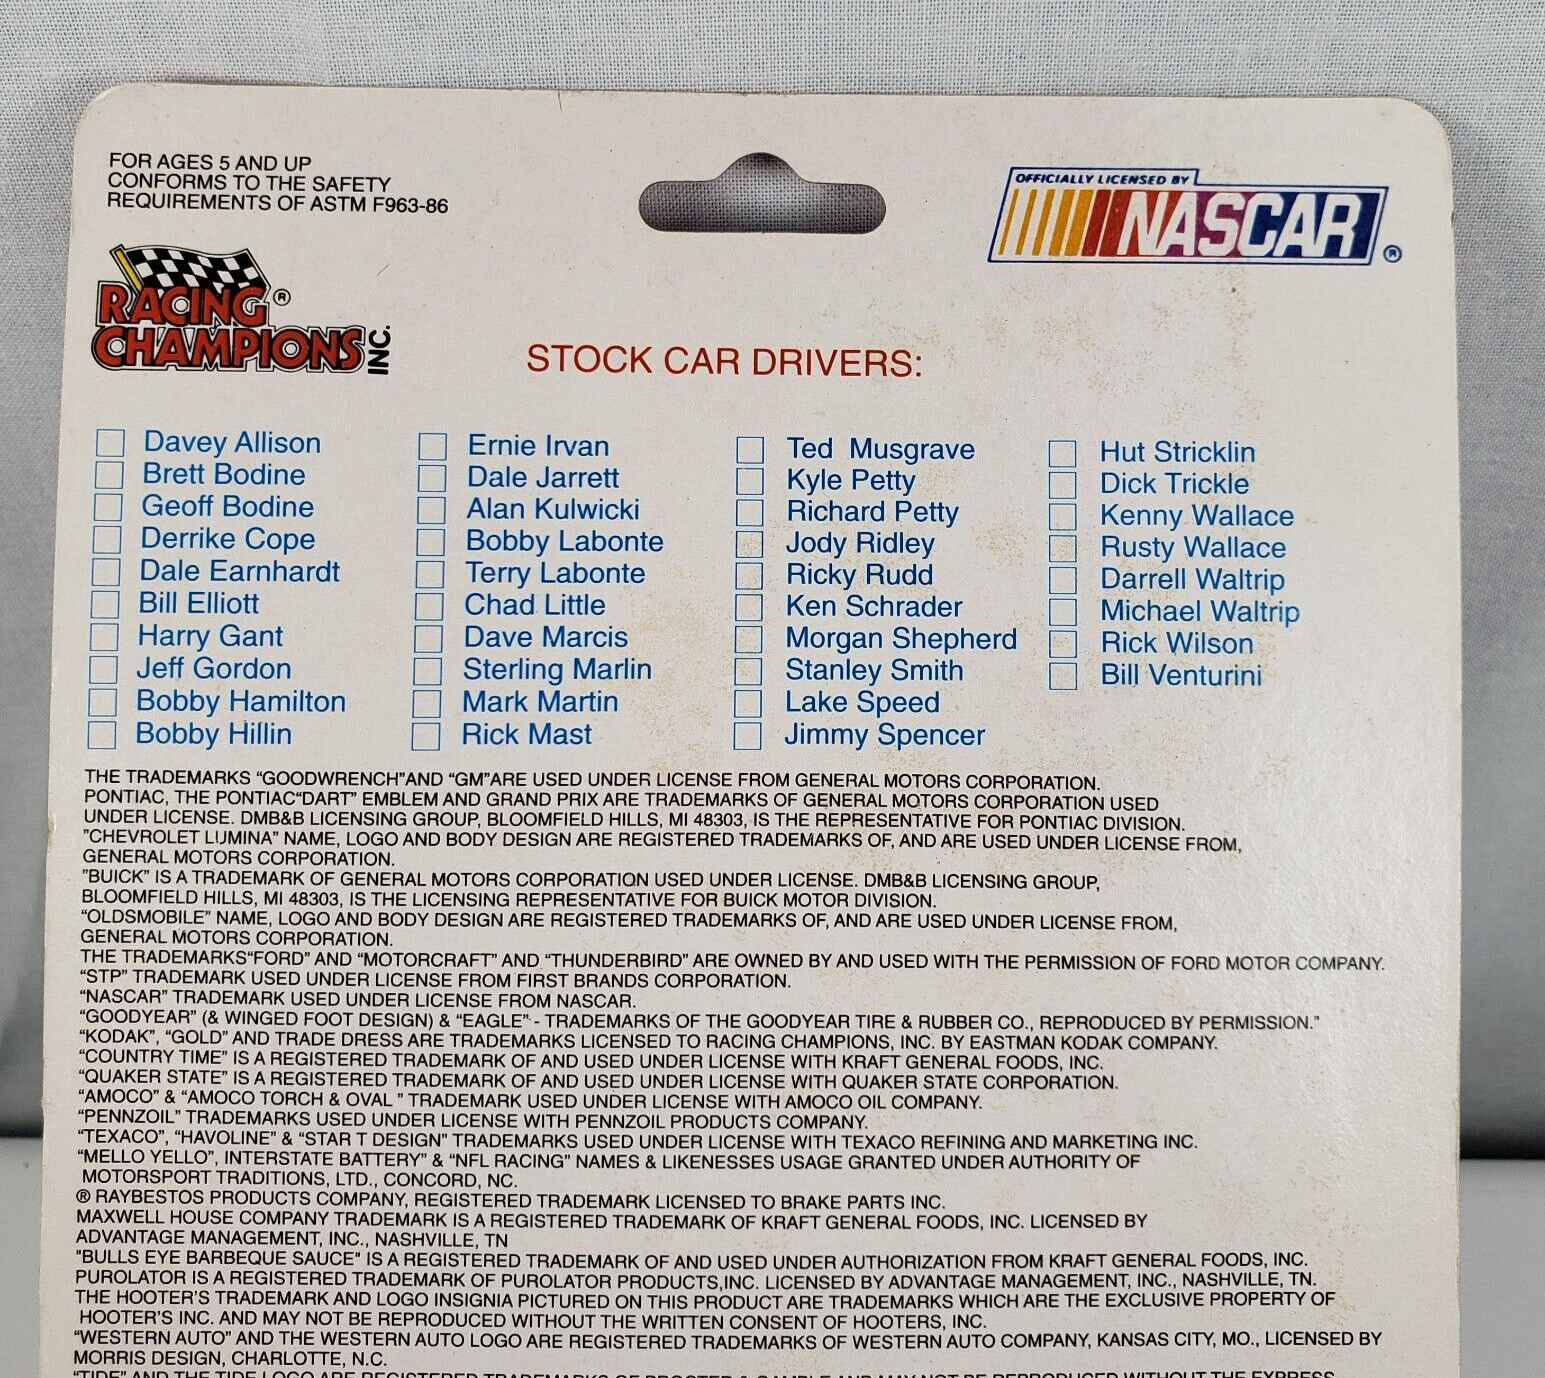 FOR AGES 5 AND UP
CONFORMS TO THE SAFETY
REQUIREMENTS OF ASTM F963-86
OFFICIALLY LICENSED BY
NASCAR ®
RACING ®
CHAMPIONS INC.
STOCK CAR DRIVERS:
Davey Allison
Brett Bodine
Geoff Bodine
Derrike Cope
Dale Earnhardt
Bill Elliott
Harry Gant
Jeff Gordon
Bobby Hamilton
Bobby Hillin
Ernie Irvan
Dale Jarrett
Alan Kulwicki
Bobby Labonte
Terry Labonte
Chad Little
Dave Marcis
Sterling Marlin
Mark Martin
Rick Mast
Ted  Musgrave
Kyle Petty
Richard Petty
Jody Ridley
Ricky Rudd
Ken Schrader
Morgan Shepherd
Stanley Smith
Lake Speed
Jimmy Spencer
Hut Stricklin
Dick Trickle
Kenny Wallace
Rusty Wallace
Darrell Waltrip
Michael Waltrip
Rick Wilson
Bill Venturini
THE TRADEMARKS “GOODWRENCH”AND “GM”ARE USED UNDER LICENSE FROM GENERAL MOTORS CORPORATION.
PONTIAC, THE PONTIAC“DART” EMBLEM AND GRAND PRIX ARE TRADEMARKS OF GENERAL MOTORS CORPORATION USED
UNDER LICENSE. DMB&B LICENSING GROUP, BLOOMFIELD HILLS, MI 48303, IS THE REPRESENTATIVE FOR PONTIAC DIVISION.
”CHEVROLET LUMINA” NAME, LOGO AND BODY DESIGN ARE REGISTERED TRADEMARKS OF, AND ARE USED UNDER LICENSE FROM,
GENERAL MOTORS CORPORATION.
”BUICK” IS A TRADEMARK OF GENERAL MOTORS CORPORATION USED UNDER LICENSE. DMB&B LICENSING GROUP,
BLOOMFIELD HILLS, MI 48303, IS THE LICENSING REPRESENTATIVE FOR BUICK MOTOR DIVISION.
“OLDSMOBILE” NAME, LOGO AND BODY DESIGN ARE REGISTERED TRADEMARKS OF, AND ARE USED UNDER LICENSE FROM,
GENERAL MOTORS CORPORATION.
THE TRADEMARKS“FORD” AND “MOTORCRAFT” AND “THUNDERBIRD” ARE OWNED BY AND USED WITH THE PERMISSION OF FORD MOTOR COMPANY.
“STP” TRADEMARK USED UNDER LICENSE FROM FIRST BRANDS CORPORATION.
“NASCAR” TRADEMARK USED UNDER LICENSE FROM NASCAR.
“GOODYEAR” (& WINGED FOOT DESIGN) & “EAGLE” - TRADEMARKS OF THE GOODYEAR TIRE & RUBBER CO., REPRODUCED BY PERMISSION.”
“KODAK”, “GOLD” AND TRADE DRESS ARE TRADEMARKS LICENSED TO RACING CHAMPIONS, INC. BY EASTMAN KODAK COMPANY.
“COUNTRY TIME” IS A REGISTERED TRADEMARK OF AND USED UNDER LICENSE WITH KRAFT GENERAL FOODS, INC.
“QUAKER STATE” IS A REGISTERED TRADEMARK OF AND USED UNDER LICENSE WITH QUAKER STATE CORPORATION.
“AMOCO” & “AMOCO TORCH & OVAL ” TRADEMARK USED UNDER LICENSE WITH AMOCO OIL COMPANY.
“PENNZOIL” TRADEMARKS USED UNDER LICENSE WITH PENNZOIL PRODUCTS COMPANY.
“TEXACO”, “HAVOLINE” & “STAR T DESIGN” TRADEMARKS USED UNDER LICENSE WITH TEXACO REFINING AND MARKETING INC.
“MELLO YELLO”, INTERSTATE BATTERY” & “NFL RACING” NAMES & LIKENESSES USAGE GRANTED UNDER AUTHORITY OF
MOTORSPORT TRADITIONS, LTD., CONCORD, NC.
® RAYBESTOS PRODUCTS COMPANY, REGISTERED TRADEMARK LICENSED TO BRAKE PARTS INC.
MAXWELL HOUSE COMPANY TRADEMARK IS A REGISTERED TRADEMARK OF KRAFT GENERAL FOODS, INC. LICENSED BY
ADVANTAGE MANAGEMENT, INC., NASHVILLE, TN
"BULLS EYE BARBEQUE SAUCE" IS A REGISTERED TRADEMARK OF AND USED UNDER AUTHORIZATION FROM KRAFT GENERAL FOODS, INC.
PUROLATOR IS A REGISTERED TRADEMARK OF PUROLATOR PRODUCTS,INC. LICENSED BY ADVANTAGE MANAGEMENT, INC., NASHVILLE, TN.
THE HOOTER'S TRADEMARK AND LOGO INSIGNIA PICTURED ON THIS PRODUCT ARE TRADEMARKS WHICH ARE THE EXCLUSIVE PROPERTY OF
HOOTER'S INC. AND MAY NOT BE REPRODUCED WITHOUT THE WRITTEN CONSENT OF HOOTERS, INC.
“WESTERN AUTO” AND THE WESTERN AUTO LOGO ARE REGISTERED TRADEMARKS OF WESTERN AUTO COMPANY, KANSAS CITY, MO., LICENSED BY
MORRIS DESIGN, CHARLOTTE, N.C.
“TIDE” AND THE TIDE LOGO ARE REGISTERED TRADEMARKS OF PROCTER & GAMBLE AND MAY NOT BE REPRODUCED WITHOUT THE EXPRESS